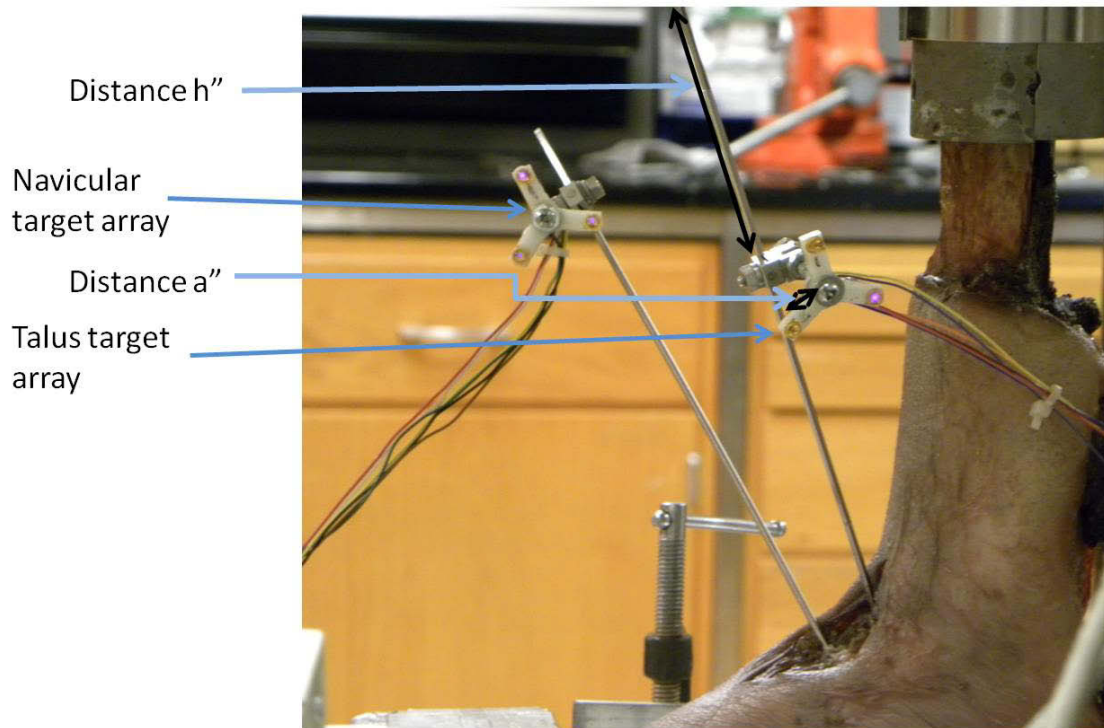 Distance h”
Navicular
target array
Distance a”
Talus target
array